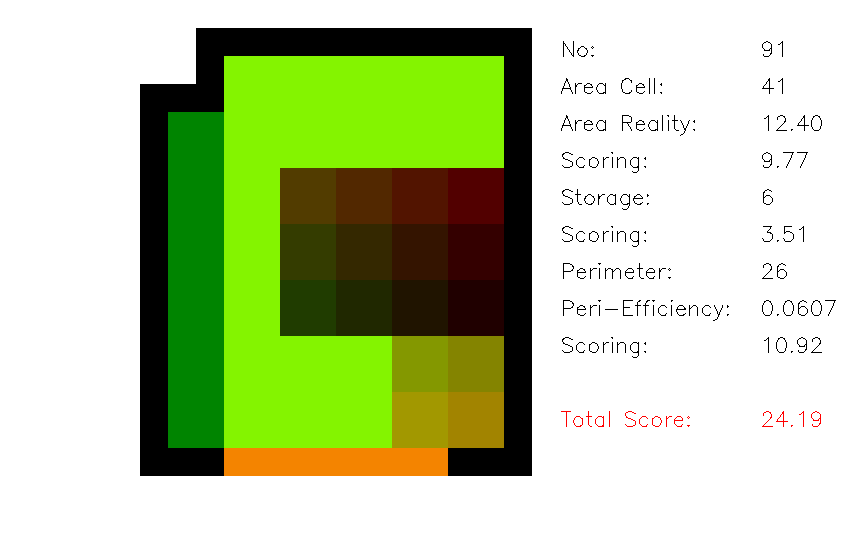 No: 91
Area Cell: 41
Area Reality: 12.40
Scoring: 9.77
Storage: 6
Scoring: 3.51
Perimeter: 26
Peri-Efficiency: 0.0607
Scoring: 10.92
Total Score: 24.19